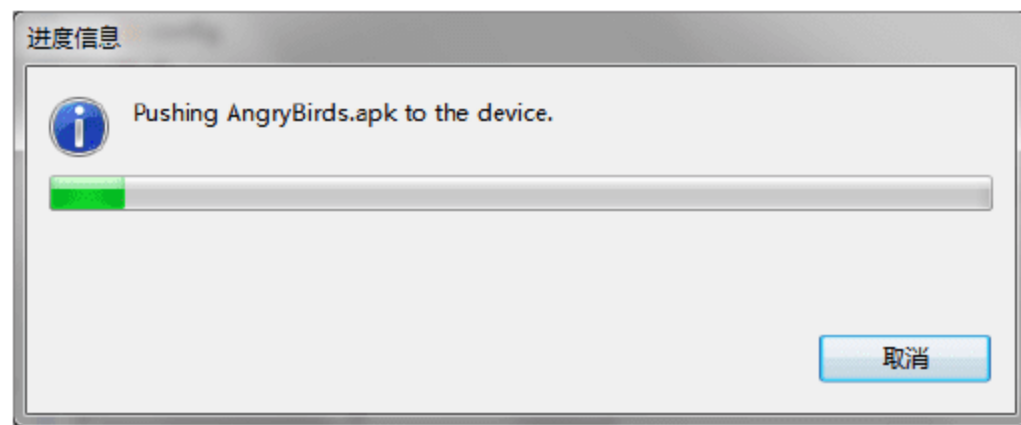 进度信息
Pushing AngryBirds.apk to the device.
取消